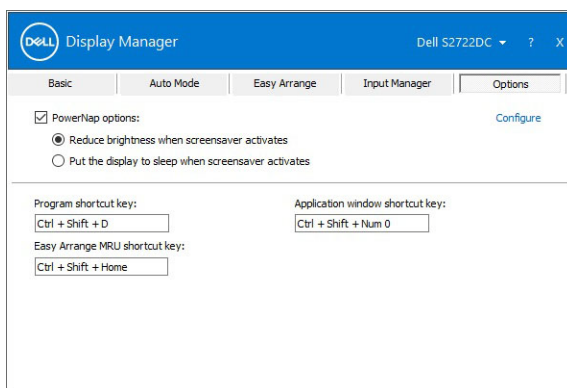 DELL Display Manager Dell S2722DC ? X
Basic Auto Mode Easy Arrange Input Manager Options
PowerNap options: Configure
Reduce brightness when screensaver activates
Put the display to sleep when screensaver activates
Program shortcut key: Application window shortcut key:
Ctrl + Shift + D Ctrl + Shift + Num 0
Easy Arrange MRU shortcut key:
Ctrl + Shift + Home